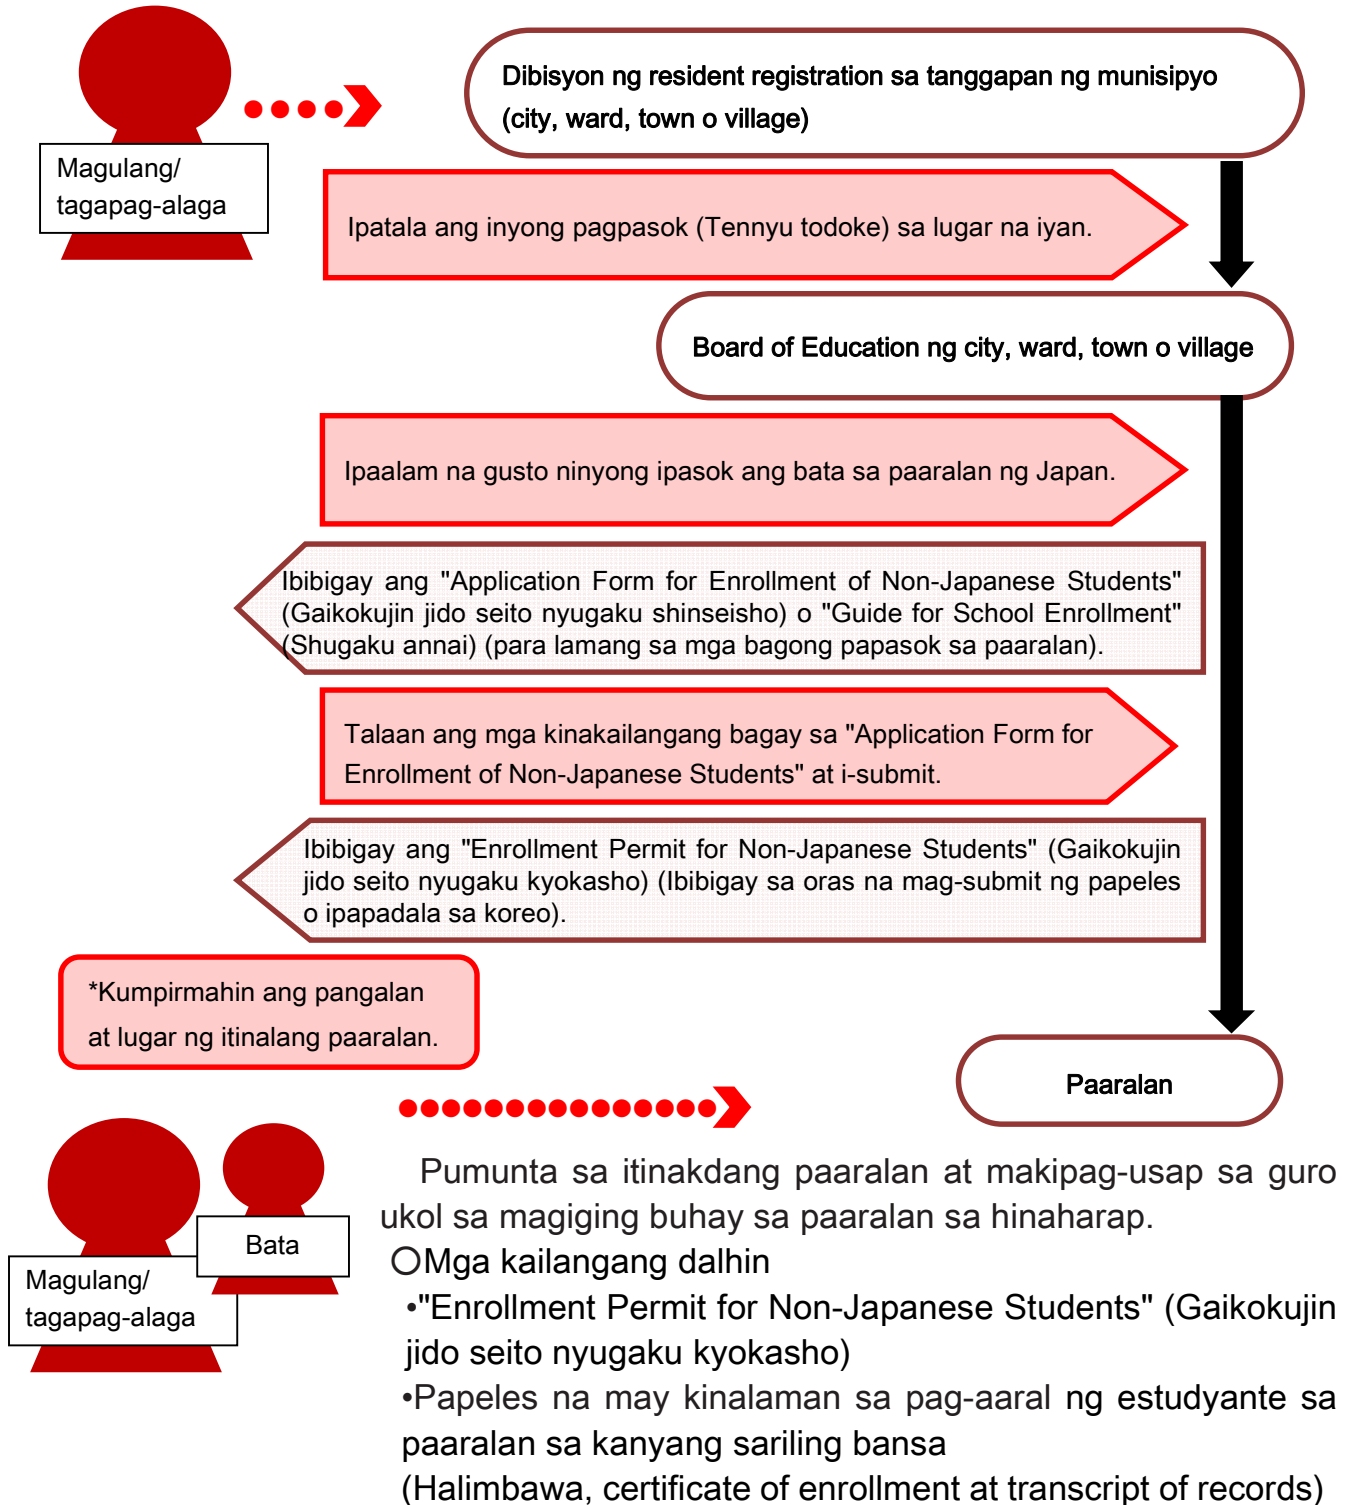 Dibisyon ng resident registration sa tanggapan ng munisipyo
(city, ward, town o village)
Magulang/
tagapag-alaga
Ipatala ang inyong pagpasok (Tennyu todoke) sa lugar na iyan.
Board of Education ng city, ward, town o village
Ipaalam na gusto ninyong ipasok ang bata sa paaralan ng Japan.
Ibibigay ang "Application Form for Enrollment of Non-Japanese Students"
(Gaikokujin jido seito nyugaku shinseisho) o "Guide for School Enrollment"
(Shugaku annai) (para lamang sa mga bagong papasok sa paaralan).
Talaan ang mga kinakailangang bagay sa "Application Form for
Enrollment of Non-Japanese Students" at i-submit.
Ibibigay ang "Enrollment Permit for Non-Japanese Students" (Gaikokujin
jido seito nyugaku kyokasho) (Ibibigay sa oras na mag-submit ng papeles
o ipapadala sa koreo).
*Kumpirmahin ang pangalan
at lugar ng itinalang paaralan.
Paaralan
Bata
Magulang/
tagapag-alaga
Pumunta sa itinakdang paaralan at makipag-usap sa guro
ukol sa magiging buhay sa paaralan sa hinaharap.
○Mga kailangang dalhin
•"Enrollment Permit for Non-Japanese Students" (Gaikokujin
jido seito nyugaku kyokasho)
•Papeles na may kinalaman sa pag-aaral ng estudyante sa
paaralan sa kanyang sariling bansa
(Halimbawa, certificate of enrollment at transcript of records)